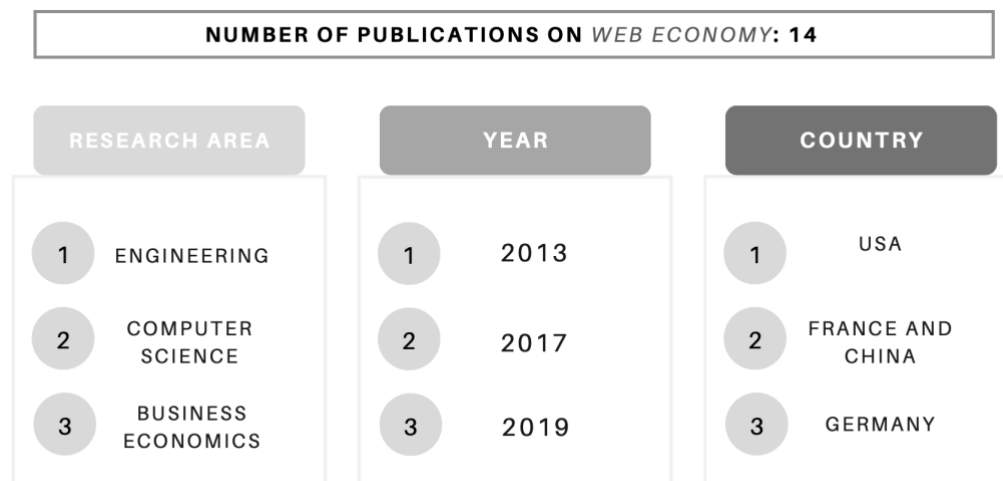 NUMBER OF PUBLICATIONS ON WEB ECONOMY: 14
RESEARCH AREA
1 ENGINEERING
2 COMPUTER
SCIENCE
3 BUSINESS
ECONOMICS
YEAR
1 2013
2 2017
3 2019
COUNTRY
1 USA
2 FRANCE AND
CHINA
3 GERMANY